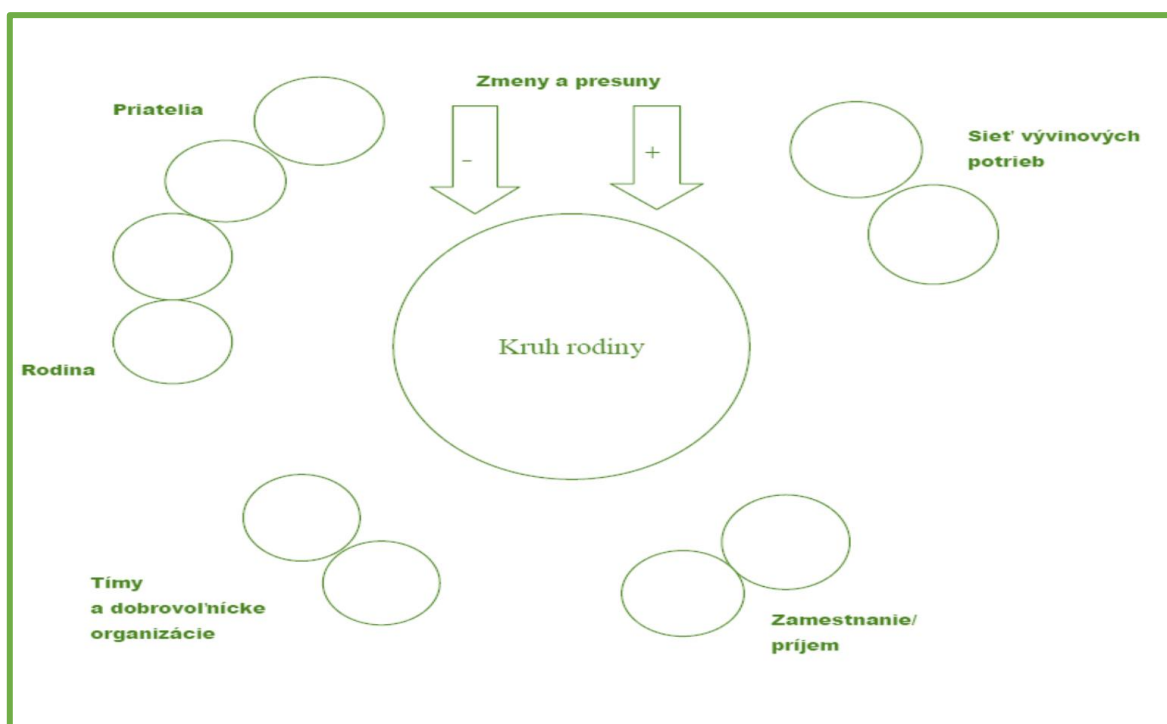 Zmeny a presuny
Priatelia
-
+
Sieť vývinových
potrieb
Kruh rodiny
Rodina
Tímy
a dobrovoľnícke
organizácie
Zamestnanie/
príjem